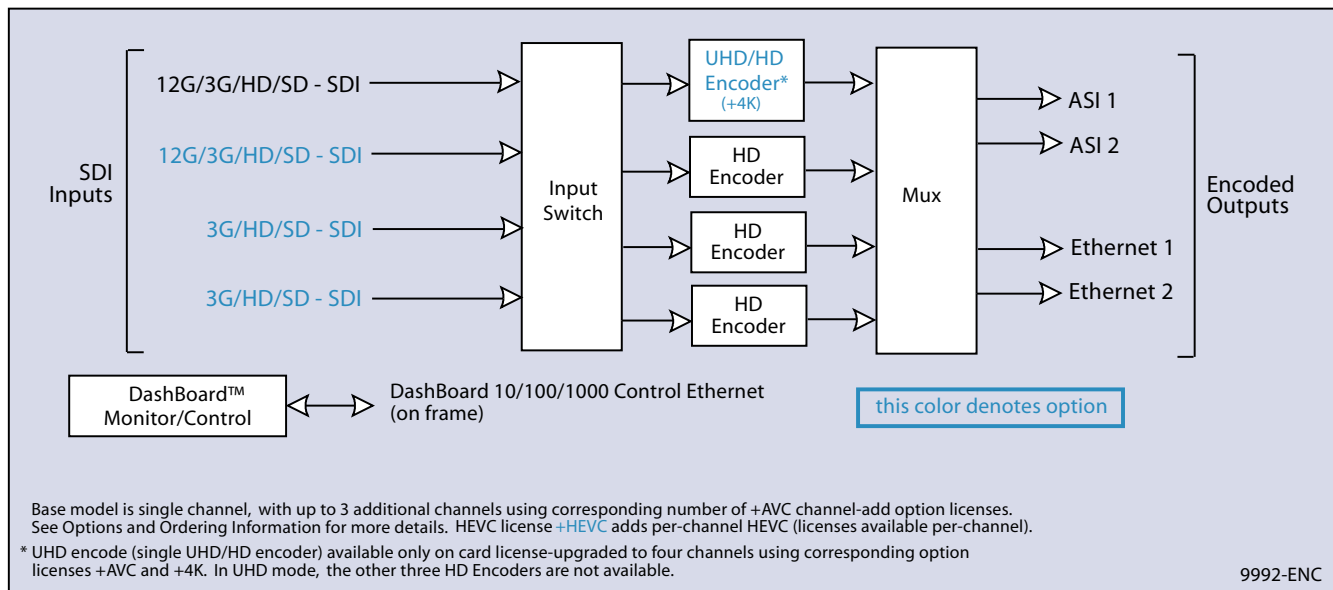 SDI
Inputs
12G/3G/HD/SD - SDI
12G/3G/HD/SD - SDI
3G/HD/SD - SDI
3G/HD/SD - SDI
Input
Switch
UHD/HD
Encoder*
(+4K)
HD
Encoder
HD
Encoder
HD
Encoder
Mux
ASI 1
ASI 2
Ethernet 1
Ethernet 2
Encoded
Outputs
DashBoard™
Monitor/Control
DashBoard 10/100/1000 Control Ethernet
(on frame)
this color denotes option
Base model is single channel, with up to 3 additional channels using corresponding number of +AVC channel-add option licenses.
See Options and Ordering Information for more details. HEVC license +HEVC adds per-channel HEVC (licenses available per-channel).
* UHD encode (single UHD/HD encoder) available only on card license-upgraded to four channels using corresponding option
licenses +AVC and +4K. In UHD mode, the other three HD Encoders are not available.
9992-ENC